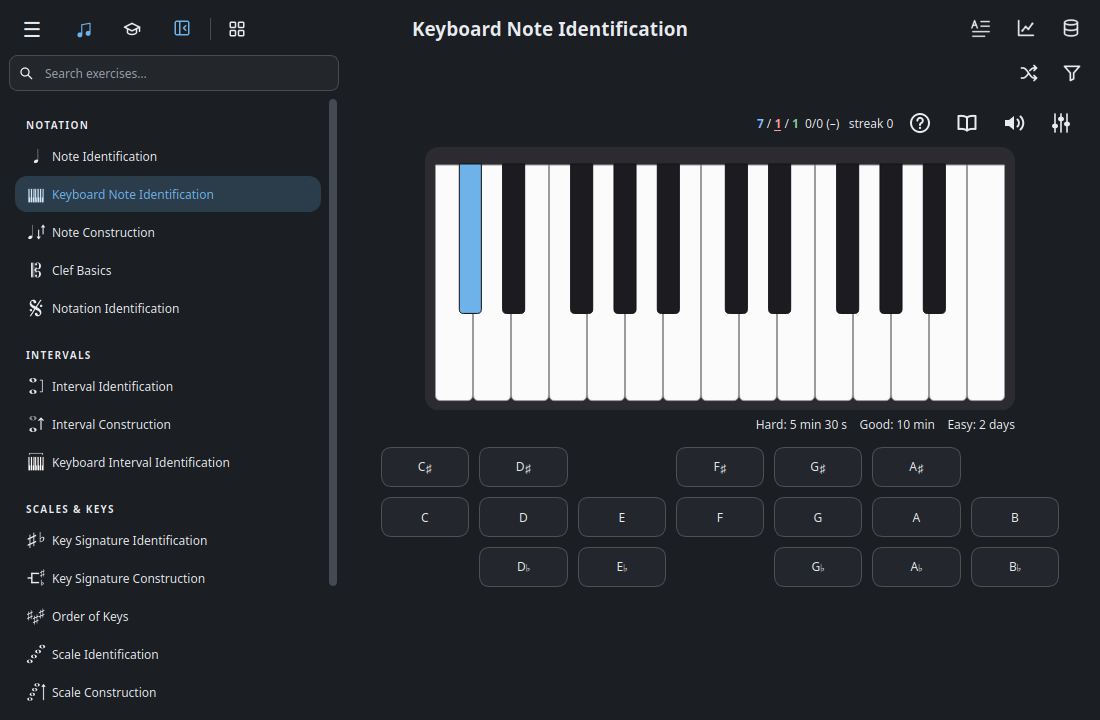 Keyboard Note Identification
Search exercises...
7 / 1 / 1 0/0 (–) streak 0
NOTATION
Note Identification
Keyboard Note Identification
Note Construction
Clef Basics
Notation Identification
INTERVALS
Interval Identification
Interval Construction
Keyboard Interval Identification
SCALES & KEYS
Key Signature Identification
Key Signature Construction
Order of Keys
Scale Identification
Scale Construction
Hard: 5 min 30 s Good: 10 min Easy: 2 days
C♯ D♯ F♯ G♯ A♯
C D E F G A B
D♭ E♭ G♭ A♭ B♭